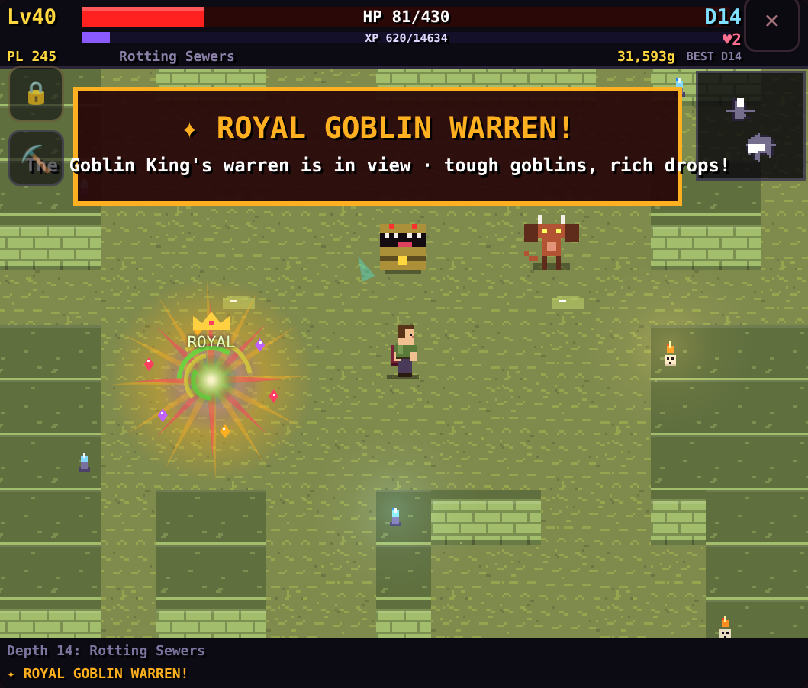 Lv40
HP 81/430
D14
XP 620/14634
♥2
PL 245
Rotting Sewers
31,593g
BEST D14
✦ ROYAL GOBLIN WARREN!
The Goblin King's warren is in view · tough goblins, rich drops!
ROYAL
Depth 14: Rotting Sewers
✦ ROYAL GOBLIN WARREN!